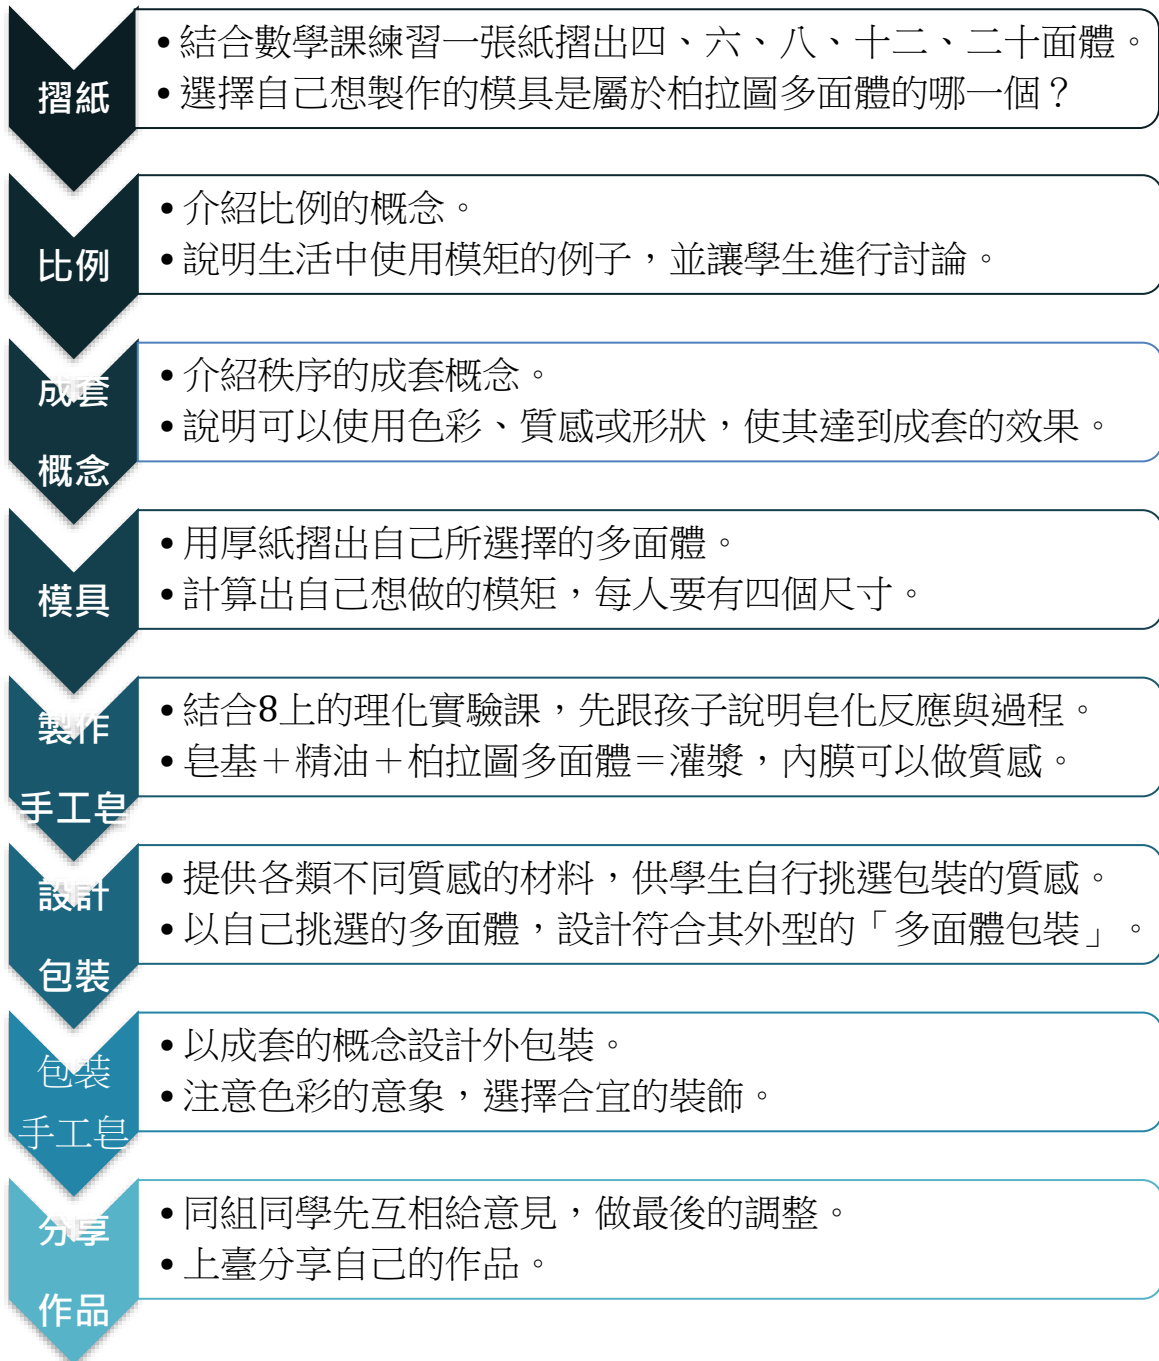 摺紙
•結合數學課練習一張紙摺出四、六、八、十二、二十面體。
•選擇自己想製作的模具是屬於柏拉圖多面體的哪一個？
比例
•介紹比例的概念。
•說明生活中使用模矩的例子，並讓學生進行討論。
成套
概念
•介紹秩序的成套概念。
•說明可以使用色彩、質感或形狀，使其達到成套的效果。
模具
•用厚紙摺出自己所選擇的多面體。
•計算出自己想做的模矩，每人要有四個尺寸。
製作
手工皂
•結合8上的理化實驗課，先跟孩子說明皂化反應與過程。
•皂基＋精油＋柏拉圖多面體＝灌漿，內膜可以做質感。
設計
包裝
•提供各類不同質感的材料，供學生自行挑選包裝的質感。
•以自己挑選的多面體，設計符合其外型的「多面體包裝」。
包裝
手工皂
•以成套的概念設計外包裝。
•注意色彩的意象，選擇合宜的裝飾。
分享
作品
•同組同學先互相給意見，做最後的調整。
•上臺分享自己的作品。